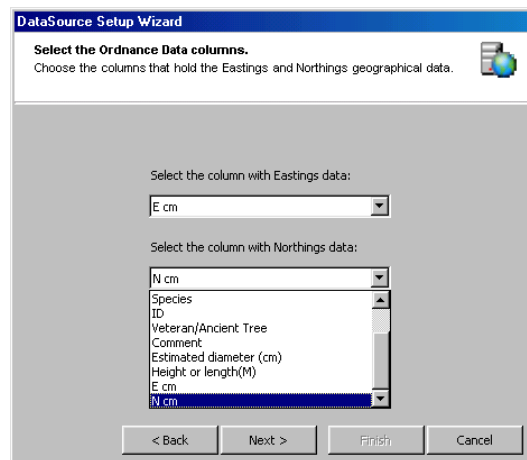 DataSource Setup Wizard
Select the Ordnance Data columns.
Choose the columns that hold the Eastings and Northings geographical data.
Select the column with Eastings data:
E cm
Select the column with Northings data:
N cm
Species
ID
Veteran/Ancient Tree
Comment
Estimated diameter (cm)
Height or length(M)
E cm
N cm
< Back Next > Finish Cancel